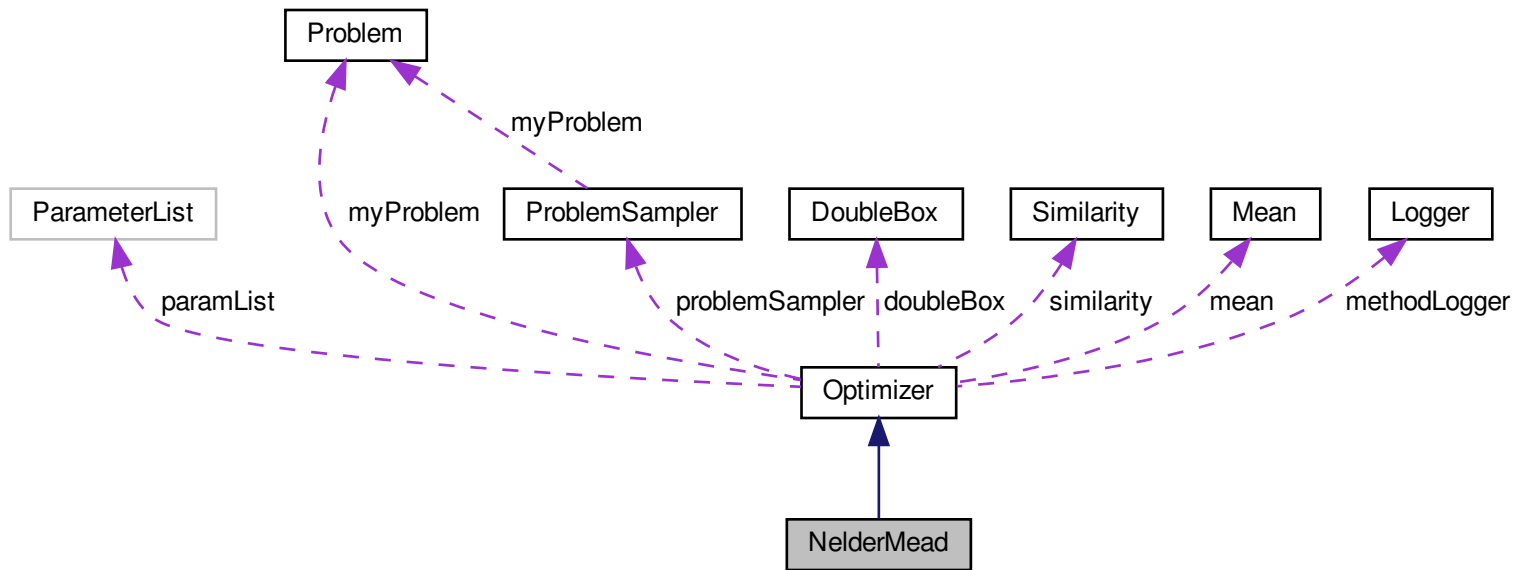 Problem
myProblem
ParameterList
myProblem
ProblemSampler
DoubleBox
Similarity
Mean
Logger
paramList
problemSampler
doubleBox
similarity
mean
methodLogger
Optimizer
NelderMead